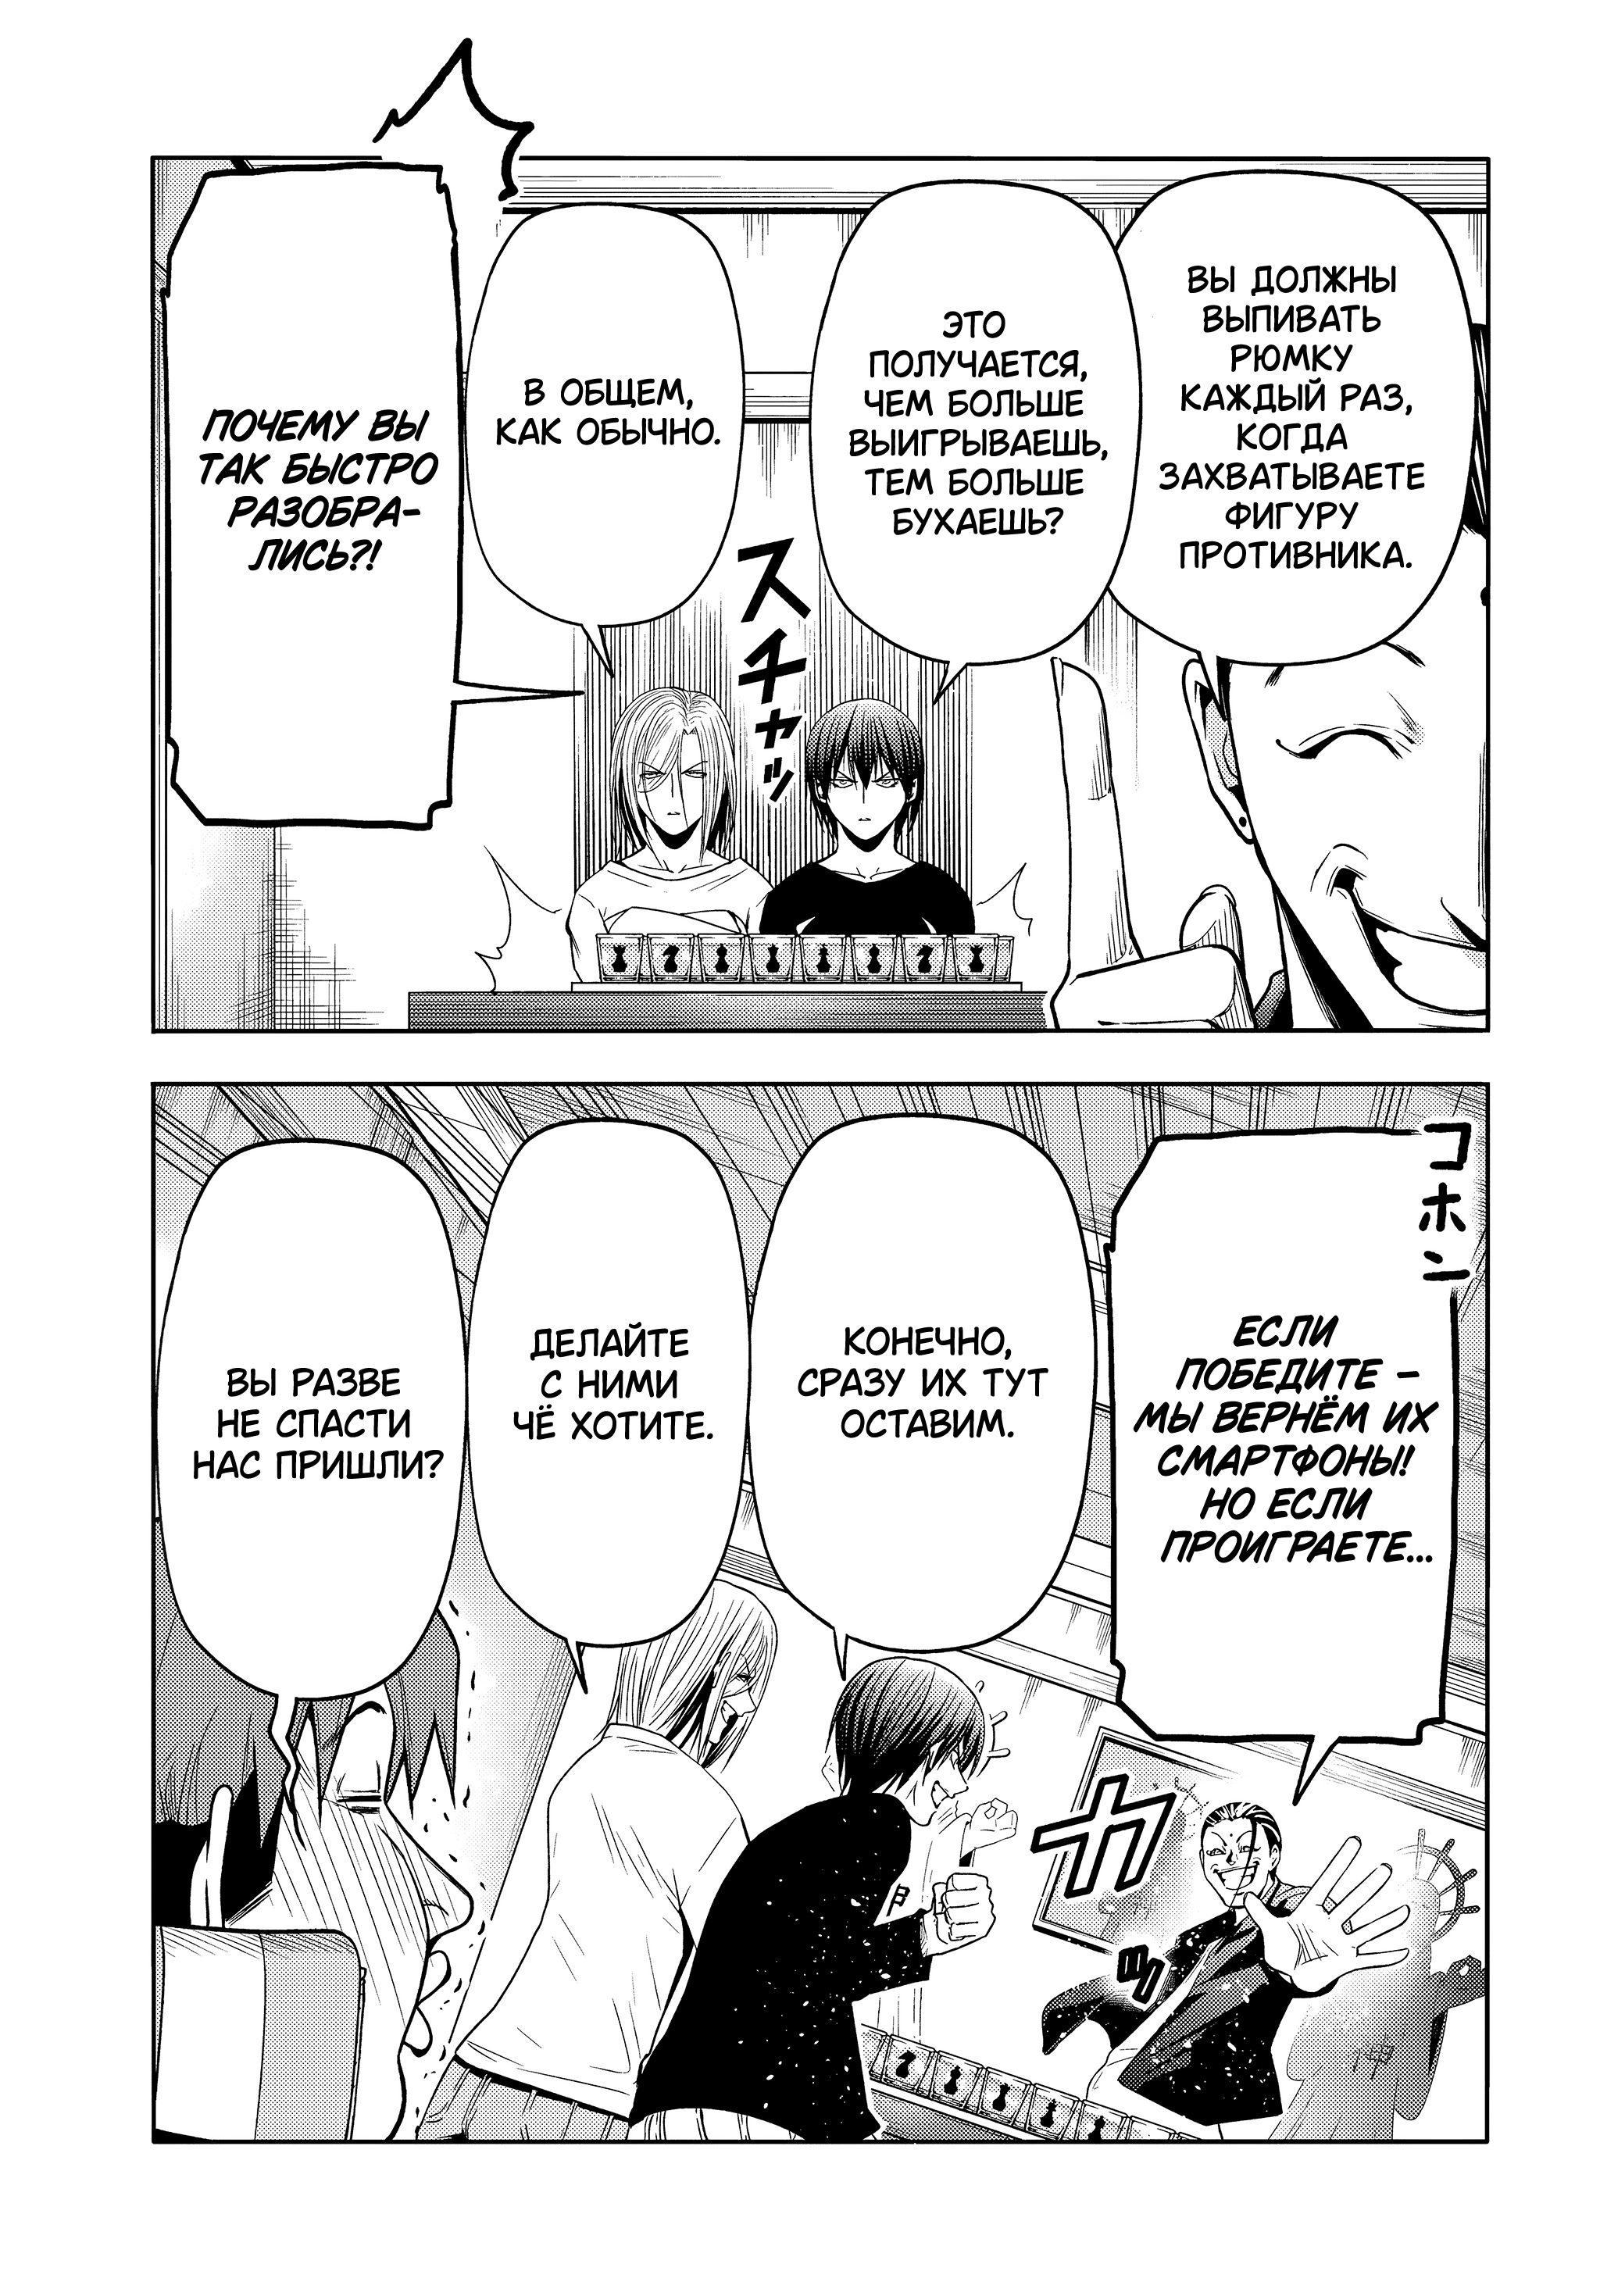 ВЫ ДОЛЖНЫ
ВЫПИВАТЬ
РЮМКУ
КАЖДЫЙ РАЗ,
КОГДА
ЗАХВАТЫВАЕТЕ
ФИГУРУ
ПРОТИВНИКА.
ЭТО
ПОЛУЧАЕТСЯ,
ЧЕМ БОЛЬШЕ
ВЫИГРЫВАЕШЬ,
ТЕМ БОЛЬШЕ
БУХАЕШЬ?
スチャッ
В ОБЩЕМ,
КАК ОБЫЧНО.
ПОЧЕМУ ВЫ
ТАК БЫСТРО
РАЗОБРА-
ЛИСЬ?!
コホン
ЕСЛИ
ПОБЕДИТЕ –
МЫ ВЕРНЁМ ИХ
СМАРТФОНЫ!
НО ЕСЛИ
ПРОИГРАЕТЕ...
カッ
КОНЕЧНО,
СРАЗУ ИХ ТУТ
ОСТАВИМ.
ДЕЛАЙТЕ
С НИМИ
ЧЁ ХОТИТЕ.
ВЫ РАЗВЕ
НЕ СПАСТИ
НАС ПРИШЛИ?